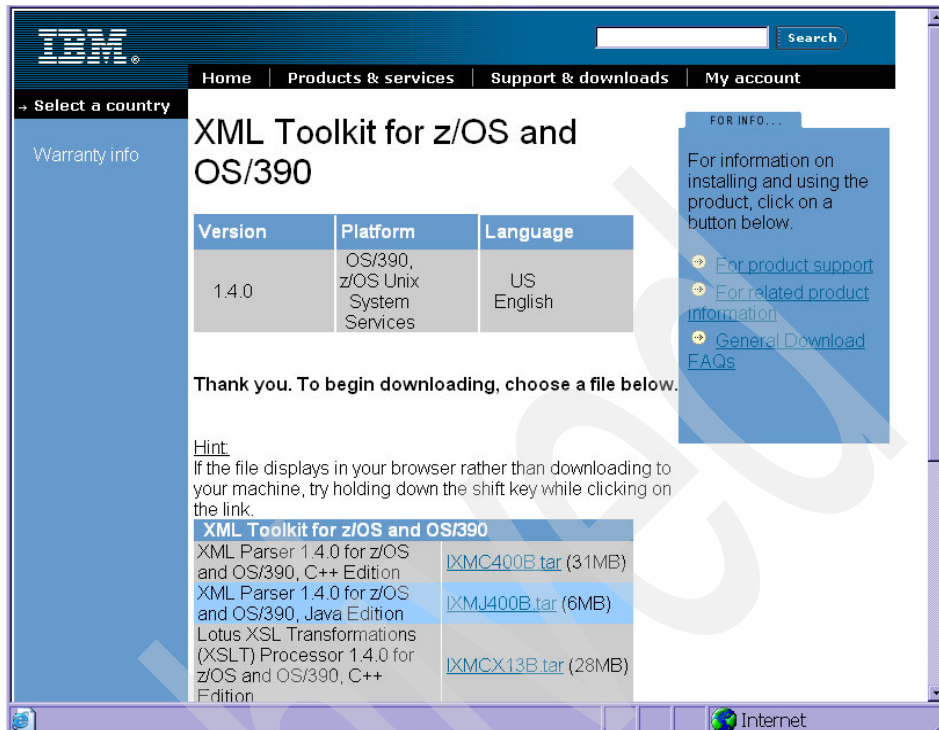 IBM®
Search
Home | Products & services | Support & downloads | My account
→ Select a country
Warranty info
XML Toolkit for z/OS and
OS/390
Version Platform Language
1.4.0
OS/390,
z/OS Unix
System
Services
US
English
FOR INFO...
For information on
installing and using the
product, click on a
button below.
For product support
For related product
information
General Download
FAQs
Thank you. To begin downloading, choose a file below.
Hint:
If the file displays in your browser rather than downloading to
your machine, try holding down the shift key while clicking on
the link.
XML Toolkit for z/OS and OS/390
XML Parser 1.4.0 for z/OS
and OS/390, C++ Edition
IXMC400B.tar (31MB)
XML Parser 1.4.0 for z/OS
and OS/390, Java Edition
IXMJ400B.tar (6MB)
Lotus XSL Transformations
(XSLT) Processor 1.4.0 for
z/OS and OS/390, C++
Edition
IXMCX13B.tar (28MB)
Internet